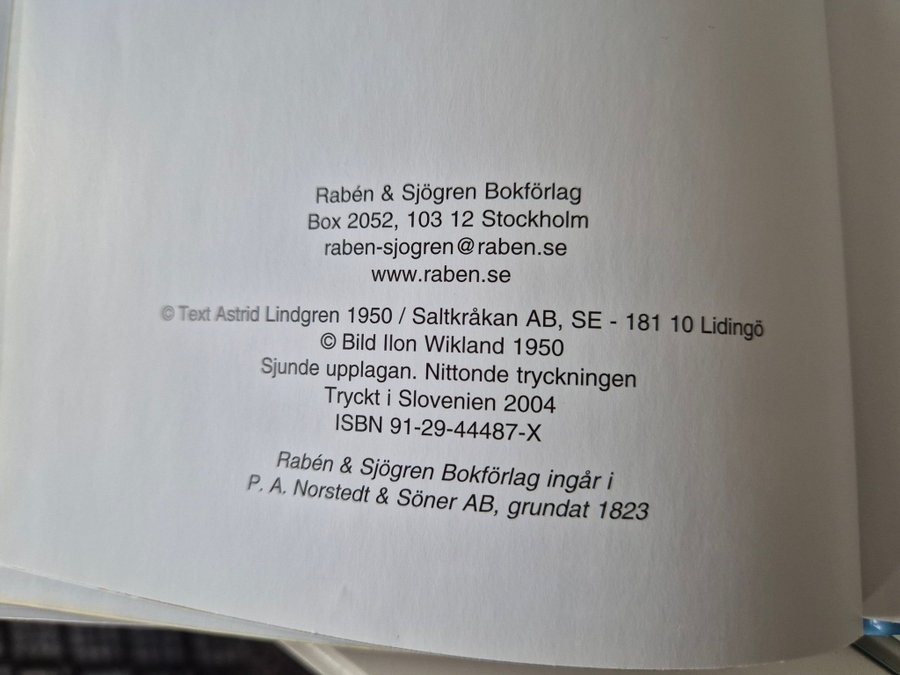 Rabén & Sjögren Bokförlag
Box 2052, 103 12 Stockholm
raben-sjogren@raben.se
www.raben.se
© Text Astrid Lindgren 1950 / Saltkråkan AB, SE - 181 10 Lidingö
© Bild Ilon Wikland 1950
Sjunde upplagan. Nittonde tryckningen
Tryckt i Slovenien 2004
ISBN 91-29-44487-X
Rabén & Sjögren Bokförlag ingår i
P. A. Norstedt & Söner AB, grundat 1823